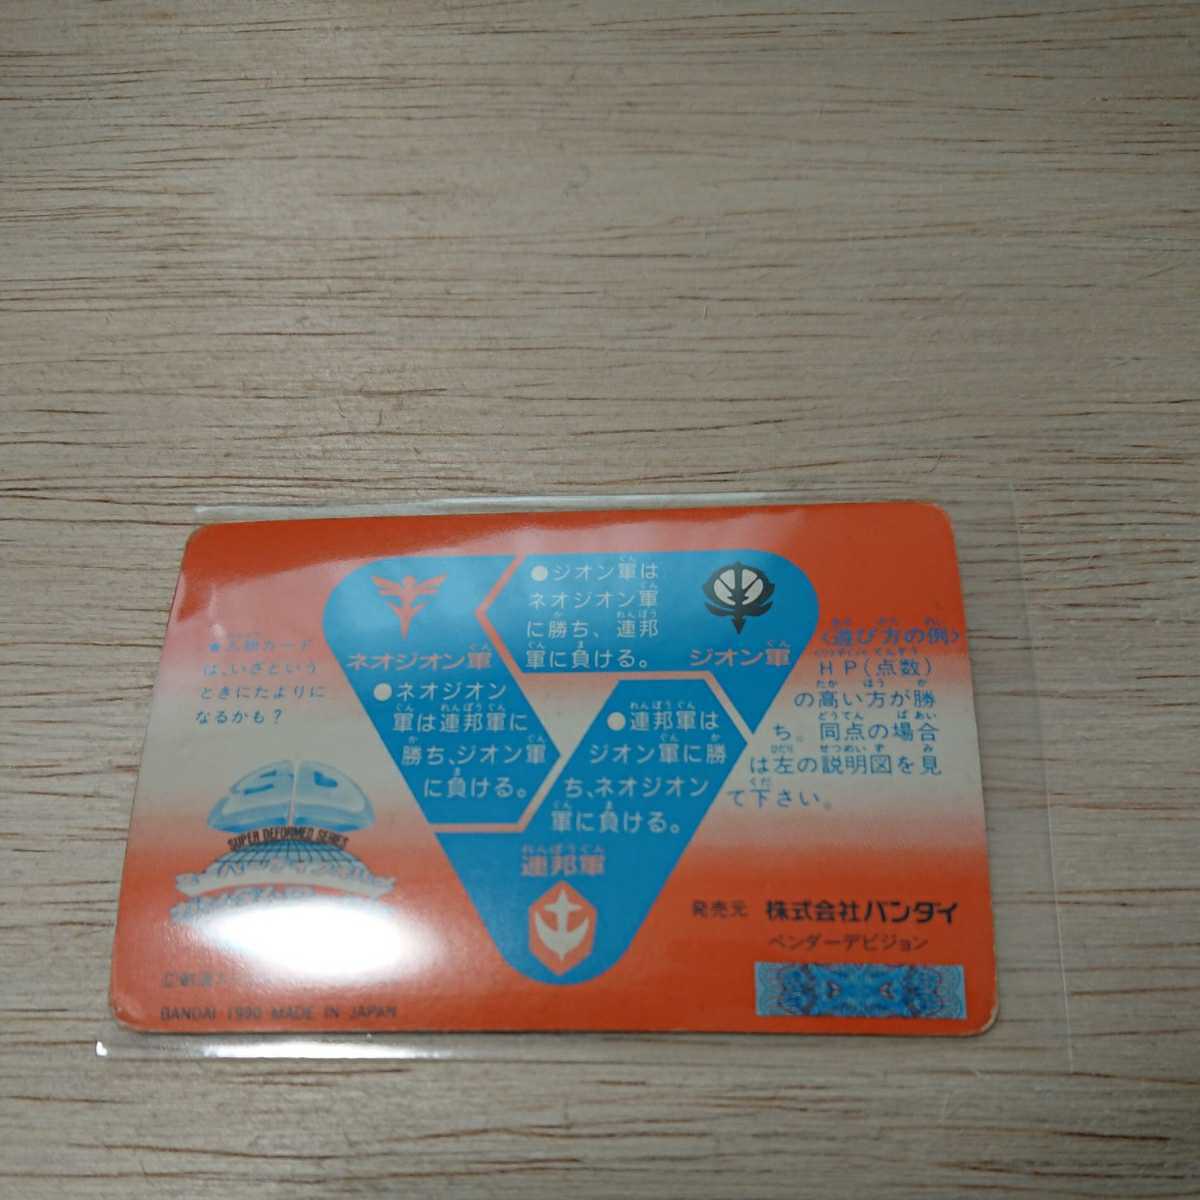 カード
は、いざという
ときにたよりに
なるかも?
ネオジオン軍
●ジオン軍は
ネオジオン軍
に勝ち、連邦
軍に負ける。
ジオン軍
●ネオジオン
軍は連邦軍に
勝ち、ジオン軍
に負ける。
●連邦軍は
ジオン軍に勝
ち、ネオジオン
軍に負ける。
連邦軍
〈遊び方の例〉
HP(点数)
の高い方が勝
ち。同点の場合
は左の説明図を見
て下さい。
SUPER DEFORMED SERIES
発売元 株式会社バンダイ
ベンダーデビジョン
BANDAI 1990 MADE IN JAPAN